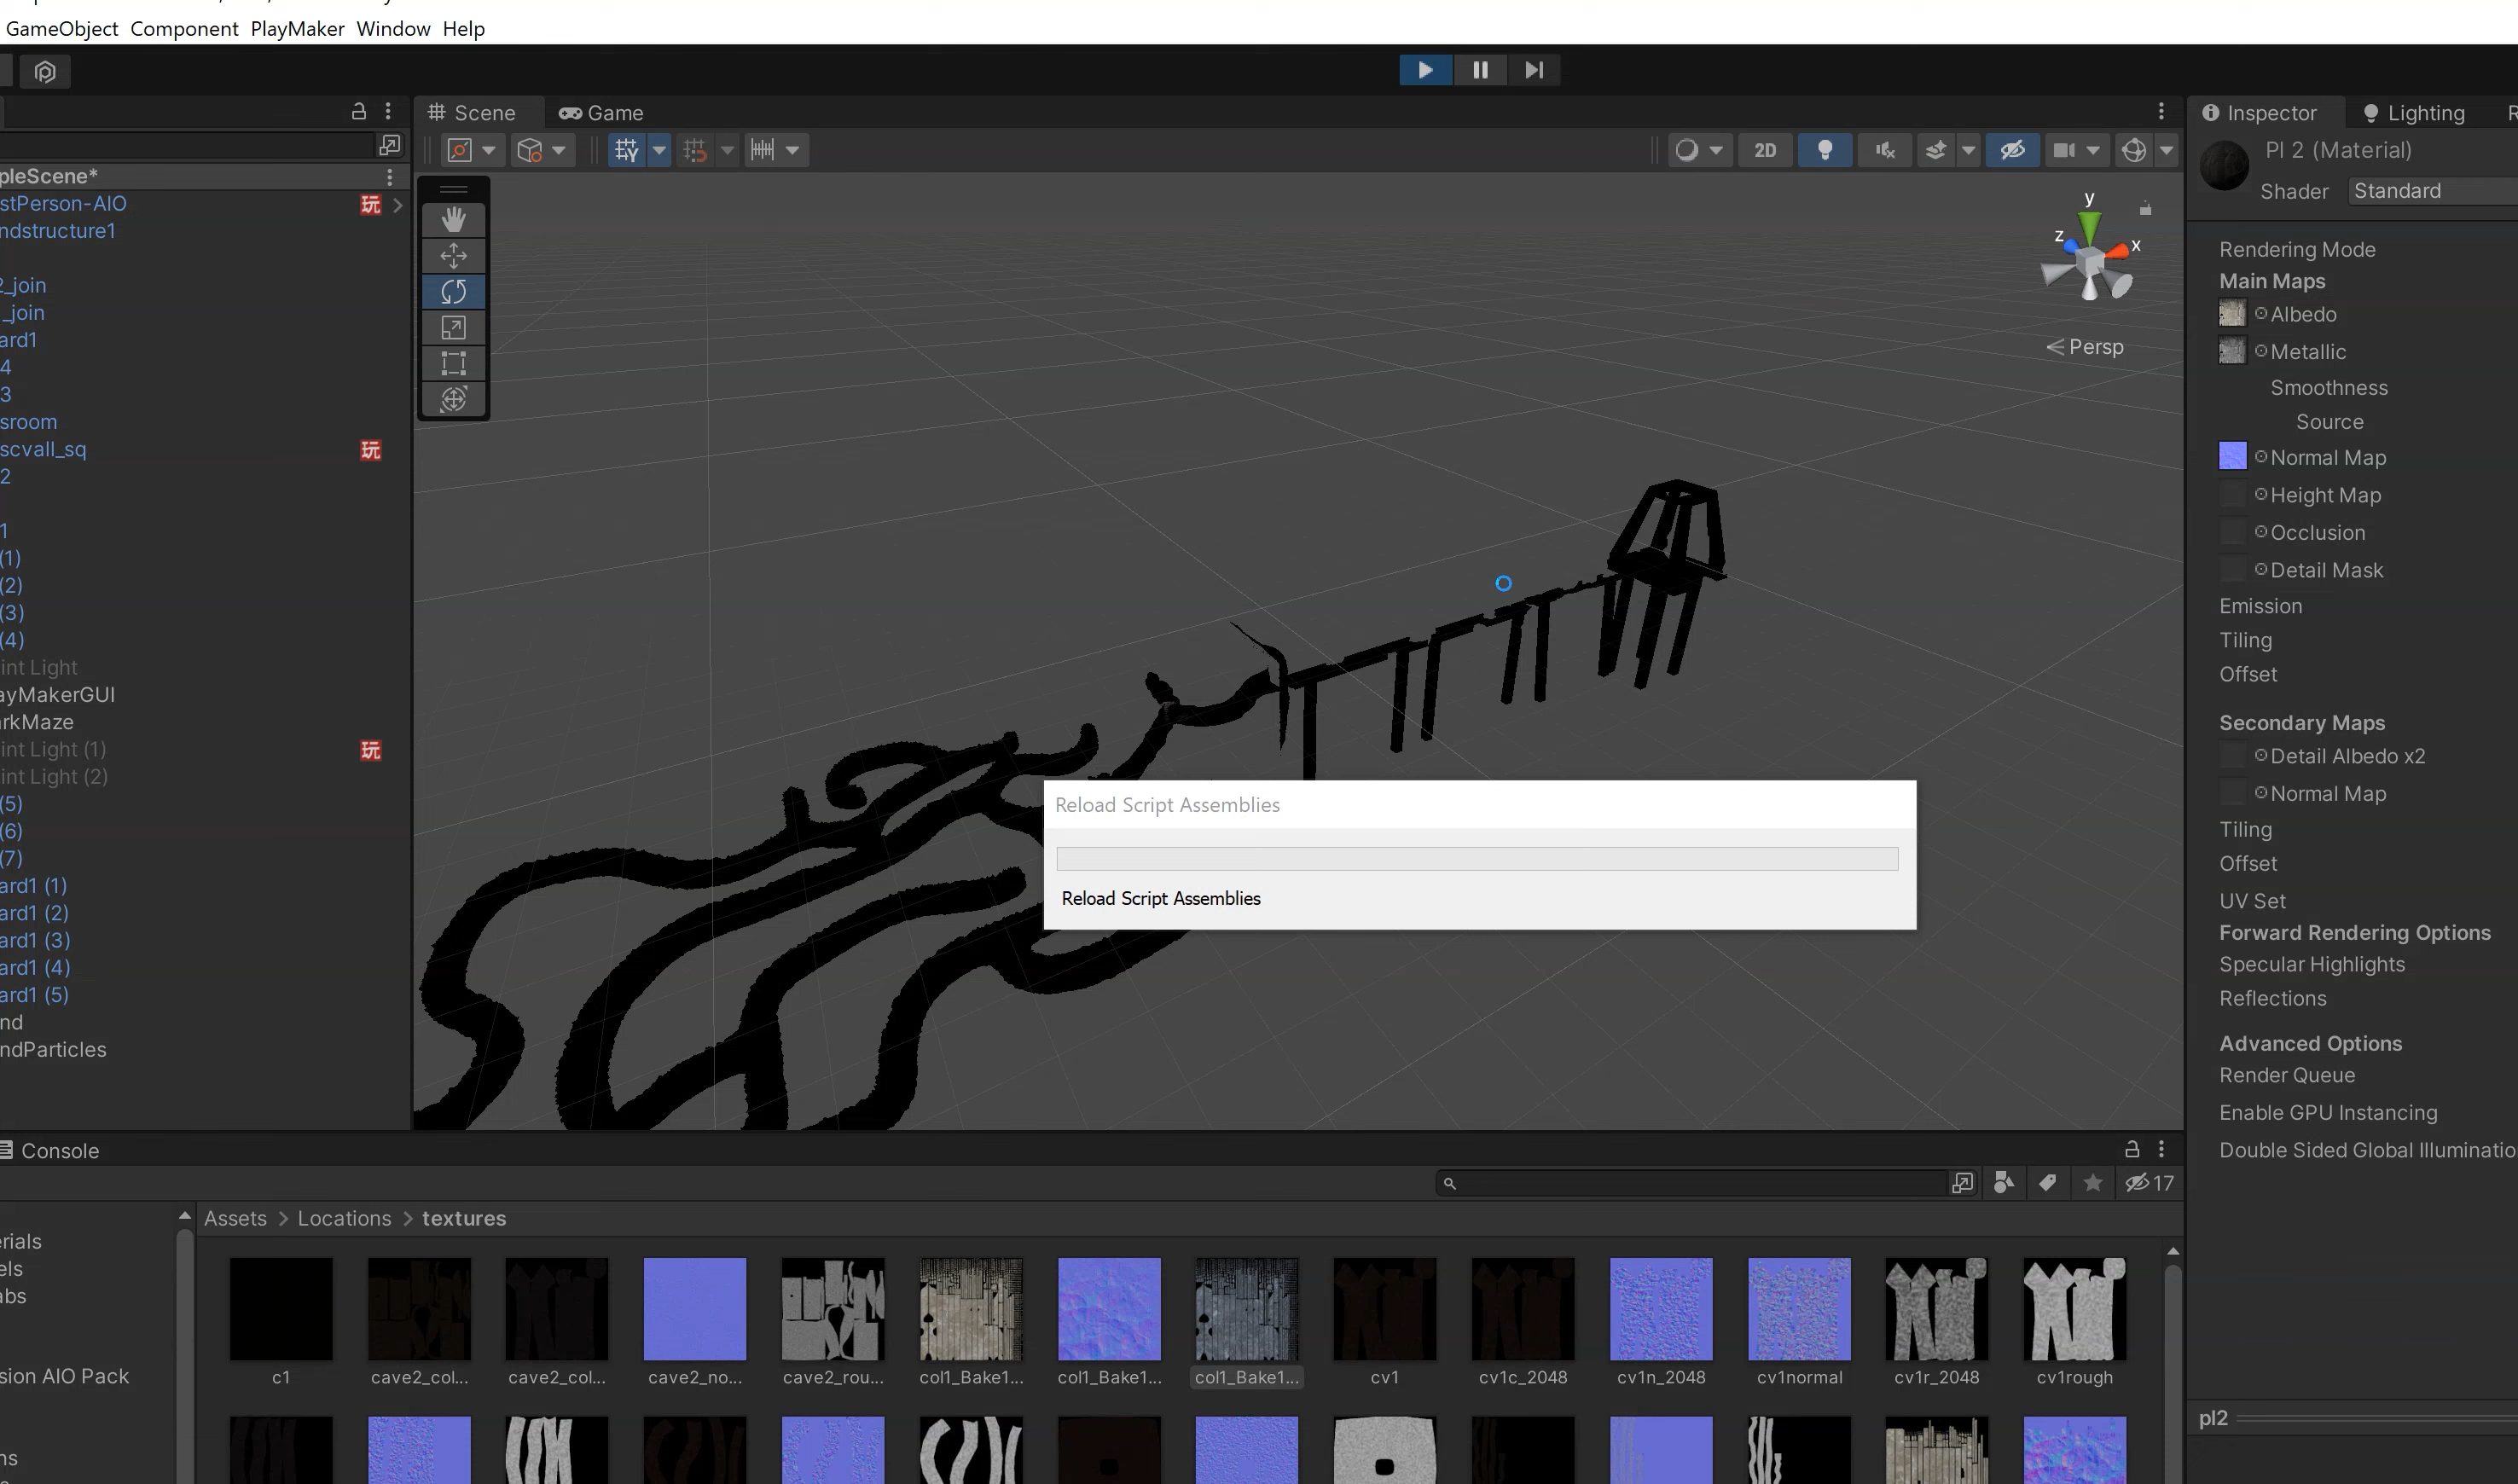 GameObject Component PlayMaker Window Help
Scene
Game
Inspector
Lighting
pleScene*
stPerson-AIO
玩
ndstructure1
2_join
_join
ard1
4
3
sroom
scvall_sq
玩
2
1
(1)
(2)
(3)
(4)
int Light
ayMakerGUI
arkMaze
int Light (1)
玩
int Light (2)
(5)
(6)
(7)
ard1 (1)
ard1 (2)
ard1 (3)
ard1 (4)
ard1 (5)
nd
ndParticles
2D
y
z
x
Persp
Reload Script Assemblies
Reload Script Assemblies
Pl 2 (Material)
Shader Standard
Rendering Mode
Main Maps
Albedo
Metallic
Smoothness
Source
Normal Map
Height Map
Occlusion
Detail Mask
Emission
Tiling
Offset
Secondary Maps
Detail Albedo x2
Normal Map
Tiling
Offset
UV Set
Forward Rendering Options
Specular Highlights
Reflections
Advanced Options
Render Queue
Enable GPU Instancing
Double Sided Global Illuminatio
pl2
Console
17
Assets > Locations > textures
erials
els
abs
sion AIO Pack
ns
c1
cave2_col...
cave2_col...
cave2_no...
cave2_rou...
col1_Bake1...
col1_Bake1...
col1_Bake1...
cv1
cv1c_2048
cv1n_2048
cv1normal
cv1r_2048
cv1rough